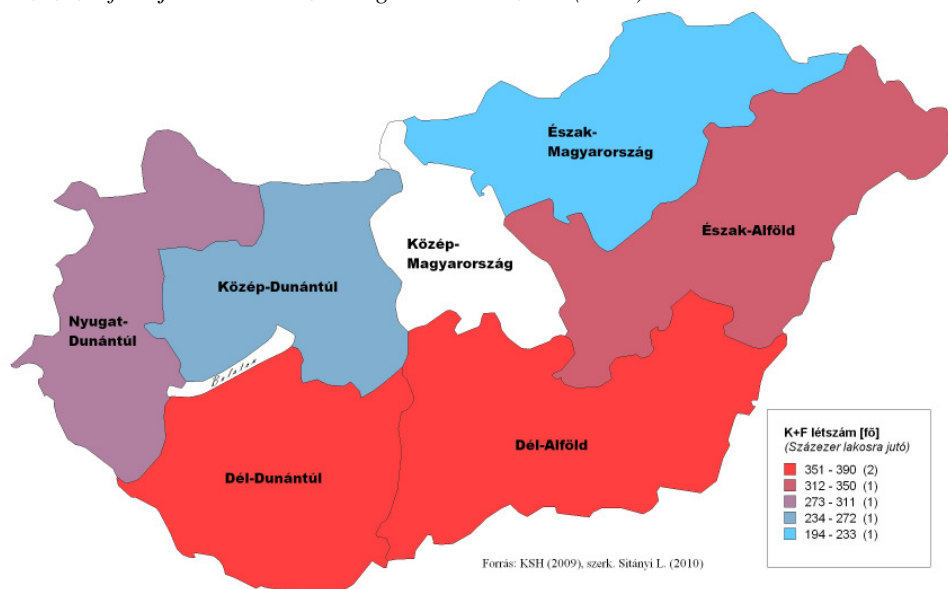 Észak-
Magyarország
Észak-Alföld
Közép-
Magyarország
Közép-Dunántúl
Nyugat-
Dunántúl
Balaton
Dél-Alföld
Dél-Dunántúl
K+F létszám [fő]
(Százezer lakosra jutó)
351 - 390 (2)
312 - 350 (1)
273 - 311 (1)
234 - 272 (1)
194 - 233 (1)
Forrás: KSH (2009), szerk. Sitányi L. (2010)